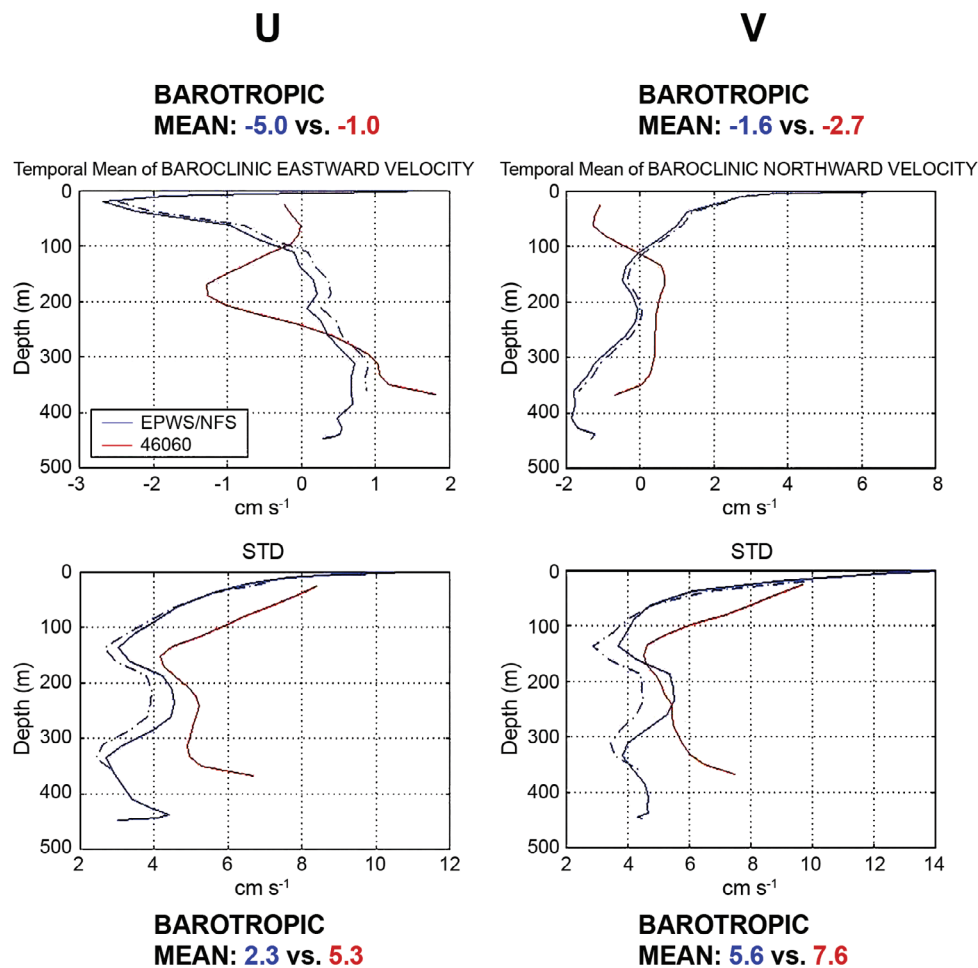 U
V
BAROTROPIC
MEAN: -5.0 vs. -1.0
BAROTROPIC
MEAN: -1.6 vs. -2.7
Temporal Mean of BAROCLINIC EASTWARD VELOCITY
Temporal Mean of BAROCLINIC NORTHWARD VELOCITY
0
100
200
300
400
500
Depth (m)
EPWS/NFS
46060
-3
-2
-1
0
1
2
cm s-1
0
100
200
300
400
500
Depth (m)
-2
0
2
4
6
8
cm s-1
STD
0
100
200
300
400
500
Depth (m)
2
4
6
8
10
12
cm s-1
STD
0
100
200
300
400
500
Depth (m)
2
4
6
8
10
12
14
cm s-1
BAROTROPIC
MEAN: 2.3 vs. 5.3
BAROTROPIC
MEAN: 5.6 vs. 7.6